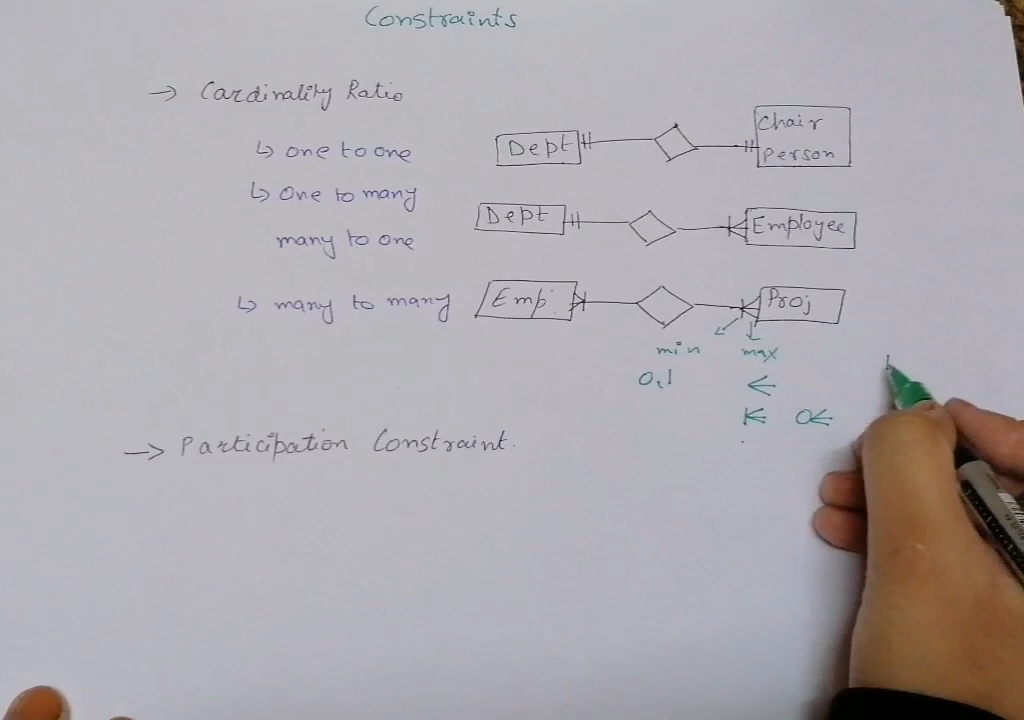 Constraints
→ Cardinality Ratio
↳ one to one
Dept
Chair
Person
↳ One to many
Dept
Employee
many to one
↳ many to many
Emp.
Proj
min
max
0,1
→ Participation Constraint.